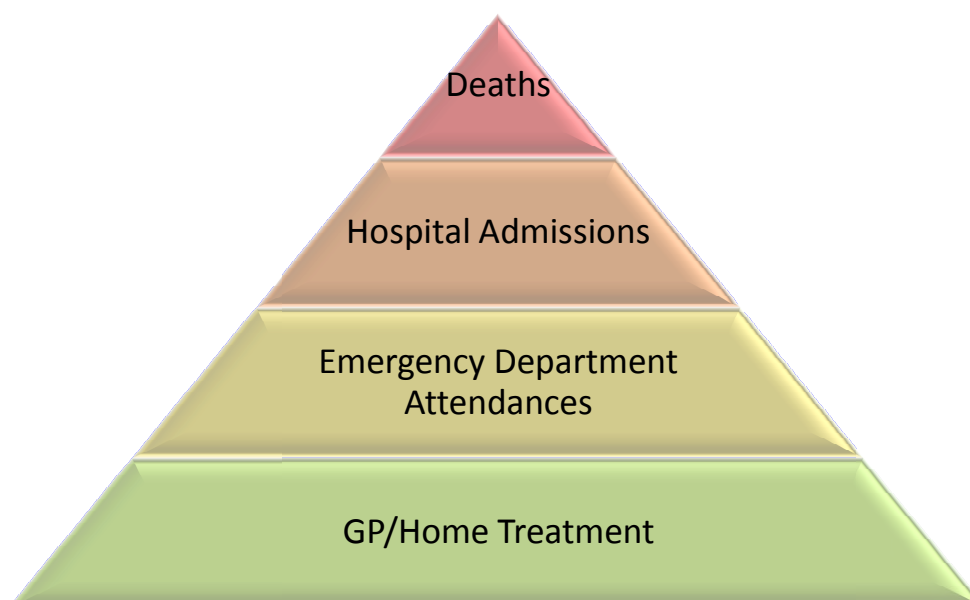 Deaths
Hospital Admissions
Emergency Department
Attendances
GP/Home Treatment